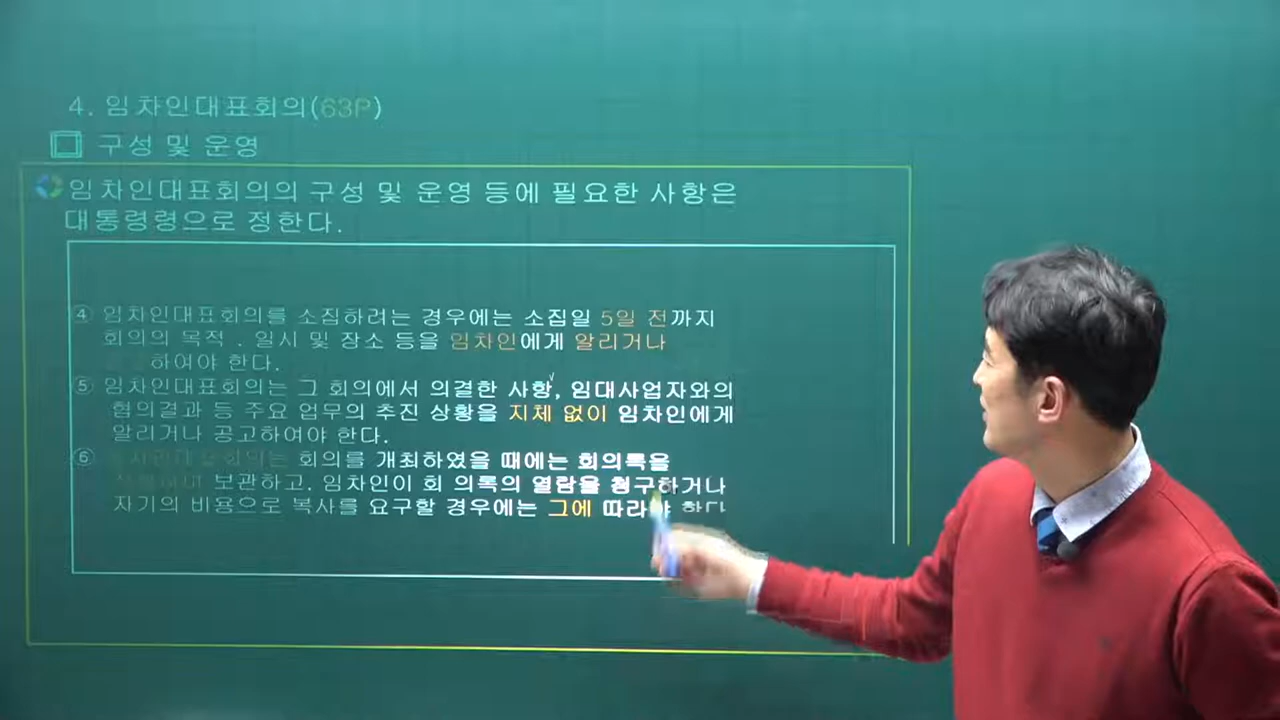 4. 임차인대표회의(63P)
구성 및 운영
임차인대표회의의 구성 및 운영 등에 필요한 사항은
대통령령으로 정한다.
④ 임차인대표회의를 소집하려는 경우에는 소집일 5일 전까지
회의의 목적 . 일시 및 장소 등을 임차인에게 알리거나
하여야 한다.
⑤ 임차인대표회의는 그 회의에서 의결한 사항, 임대사업자와의
협의결과 등 주요 업무의 추진 상황을 지체 없이 임차인에게
알리거나 공고하여야 한다.
⑥ 회의를 개최하였을 때에는 회의록을
보관하고, 임차인이 회 의록의 열람을 청구하거나
자기의 비용으로 복사를 요구할 경우에는 그에 따라야 한다